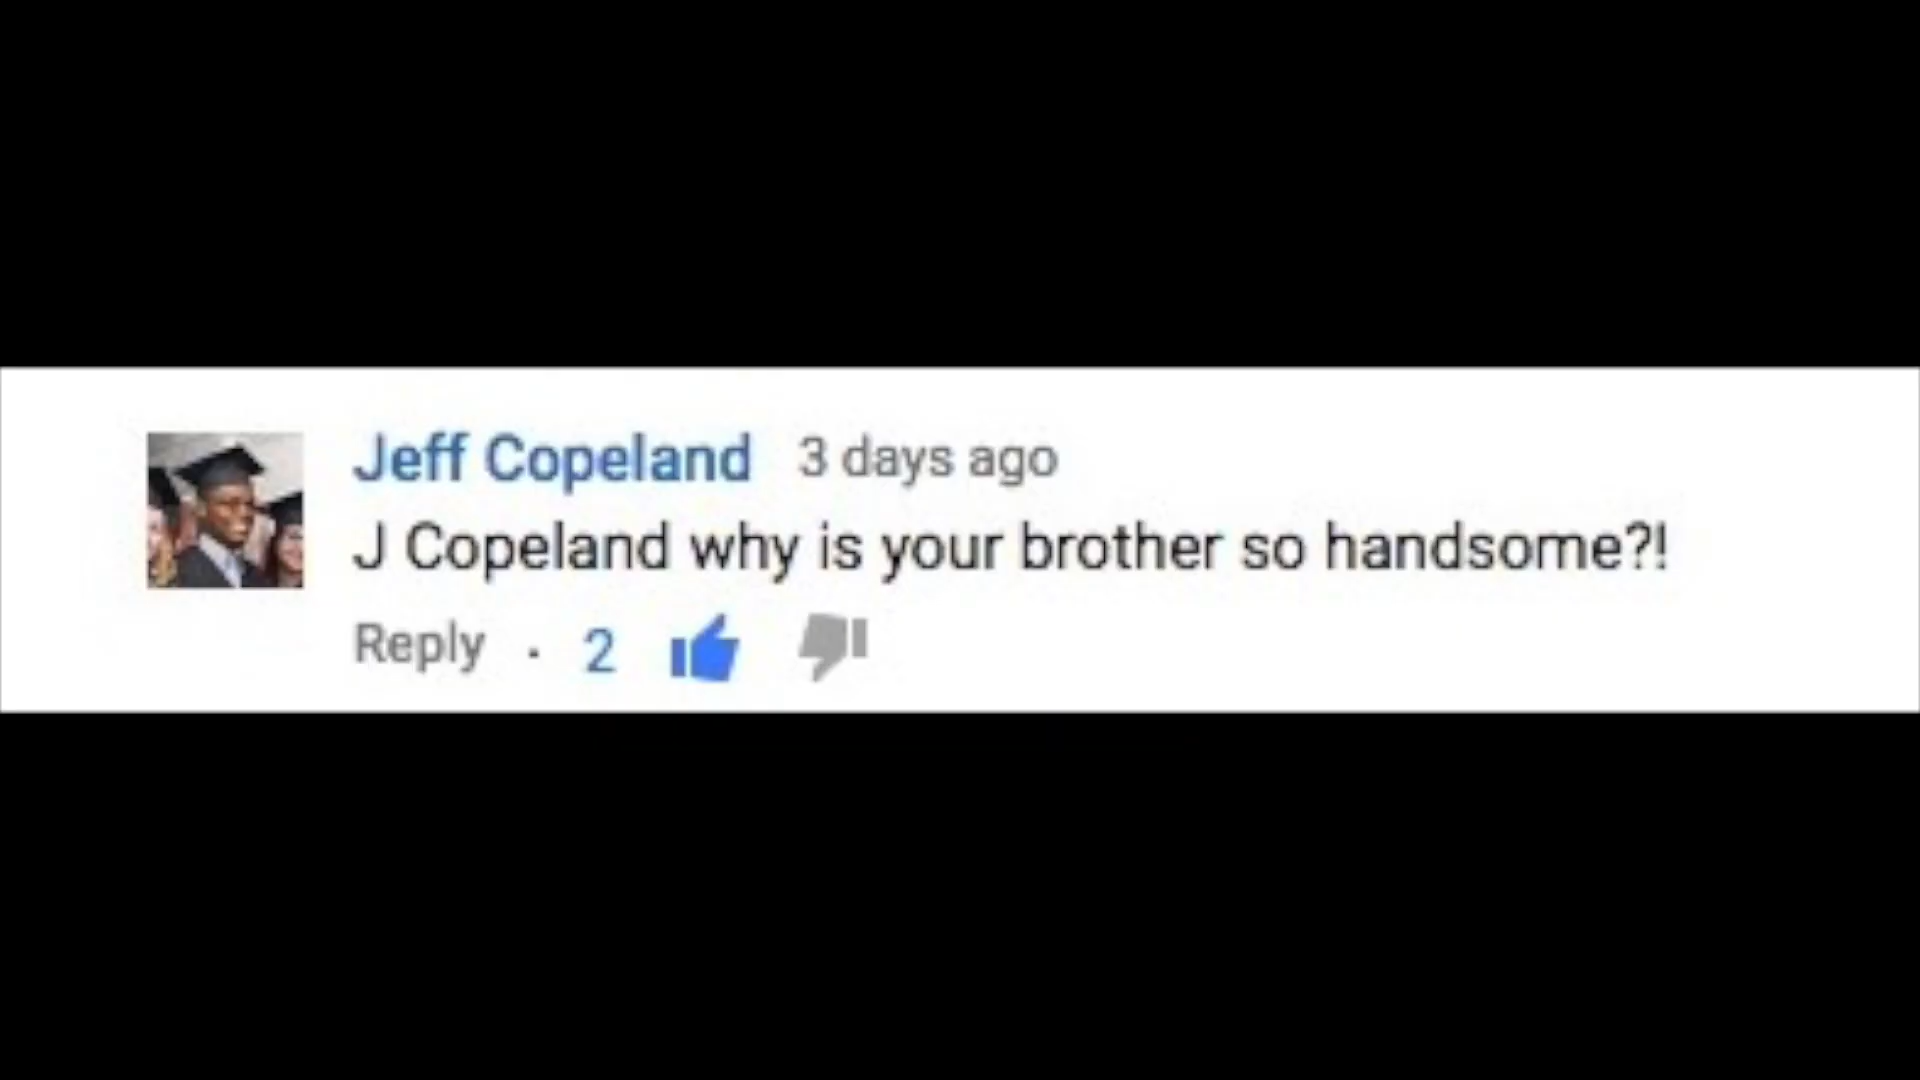 Jeff Copeland 3 days ago
J Copeland why is your brother so handsome?!
Reply · 2